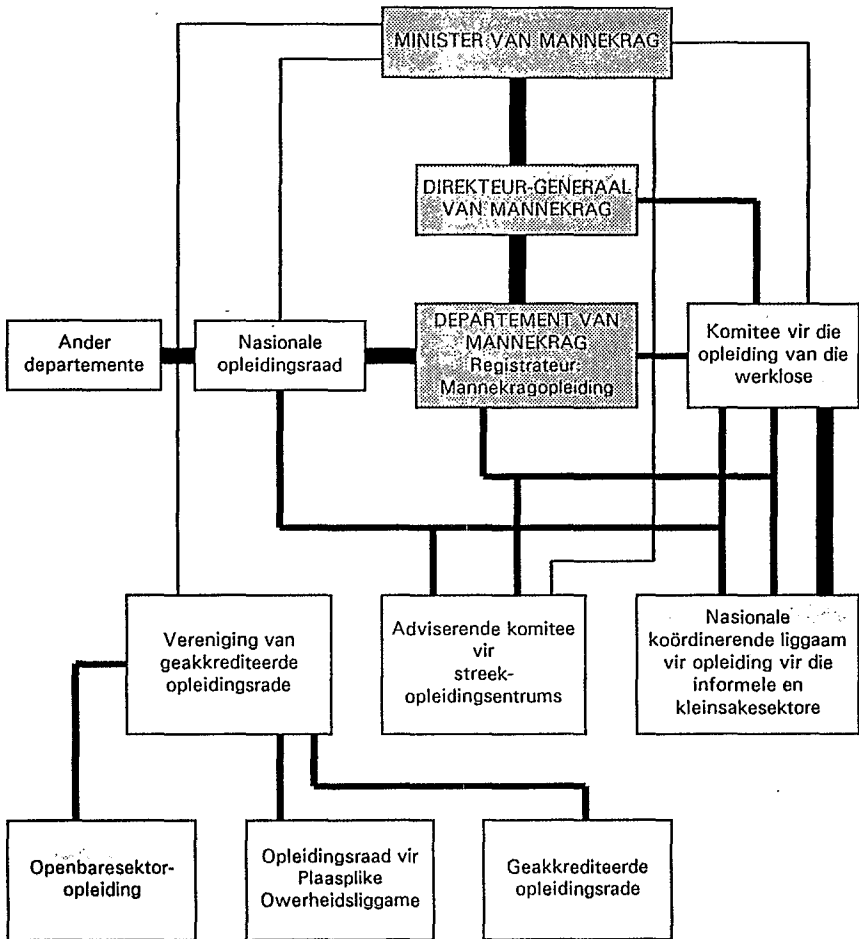 MINISTER VAN MANNEKRAG
DIREKTEUR-GENERAAL
VAN MANNEKRAG
Ander
departemente
Nasionale
opleidingsraad
DEPARTEMENT VAN
MANNEKRAG
Registrateur:
Mannekragopleiding
Komitee vir die
opleiding van die
werklose
Vereniging van
geakkrediteerde
opleidingsrade
Adviserende komitee
vir
streek-
opleidingsentrums
Nasionale
koördinerende liggaam
vir opleiding vir die
informele en
kleinsakesektore
Openbaresektor-
opleiding
Opleidingsraad vir
Plaasplike
Owerheidsliggame
Geakkrediteerde
opleidingsrade